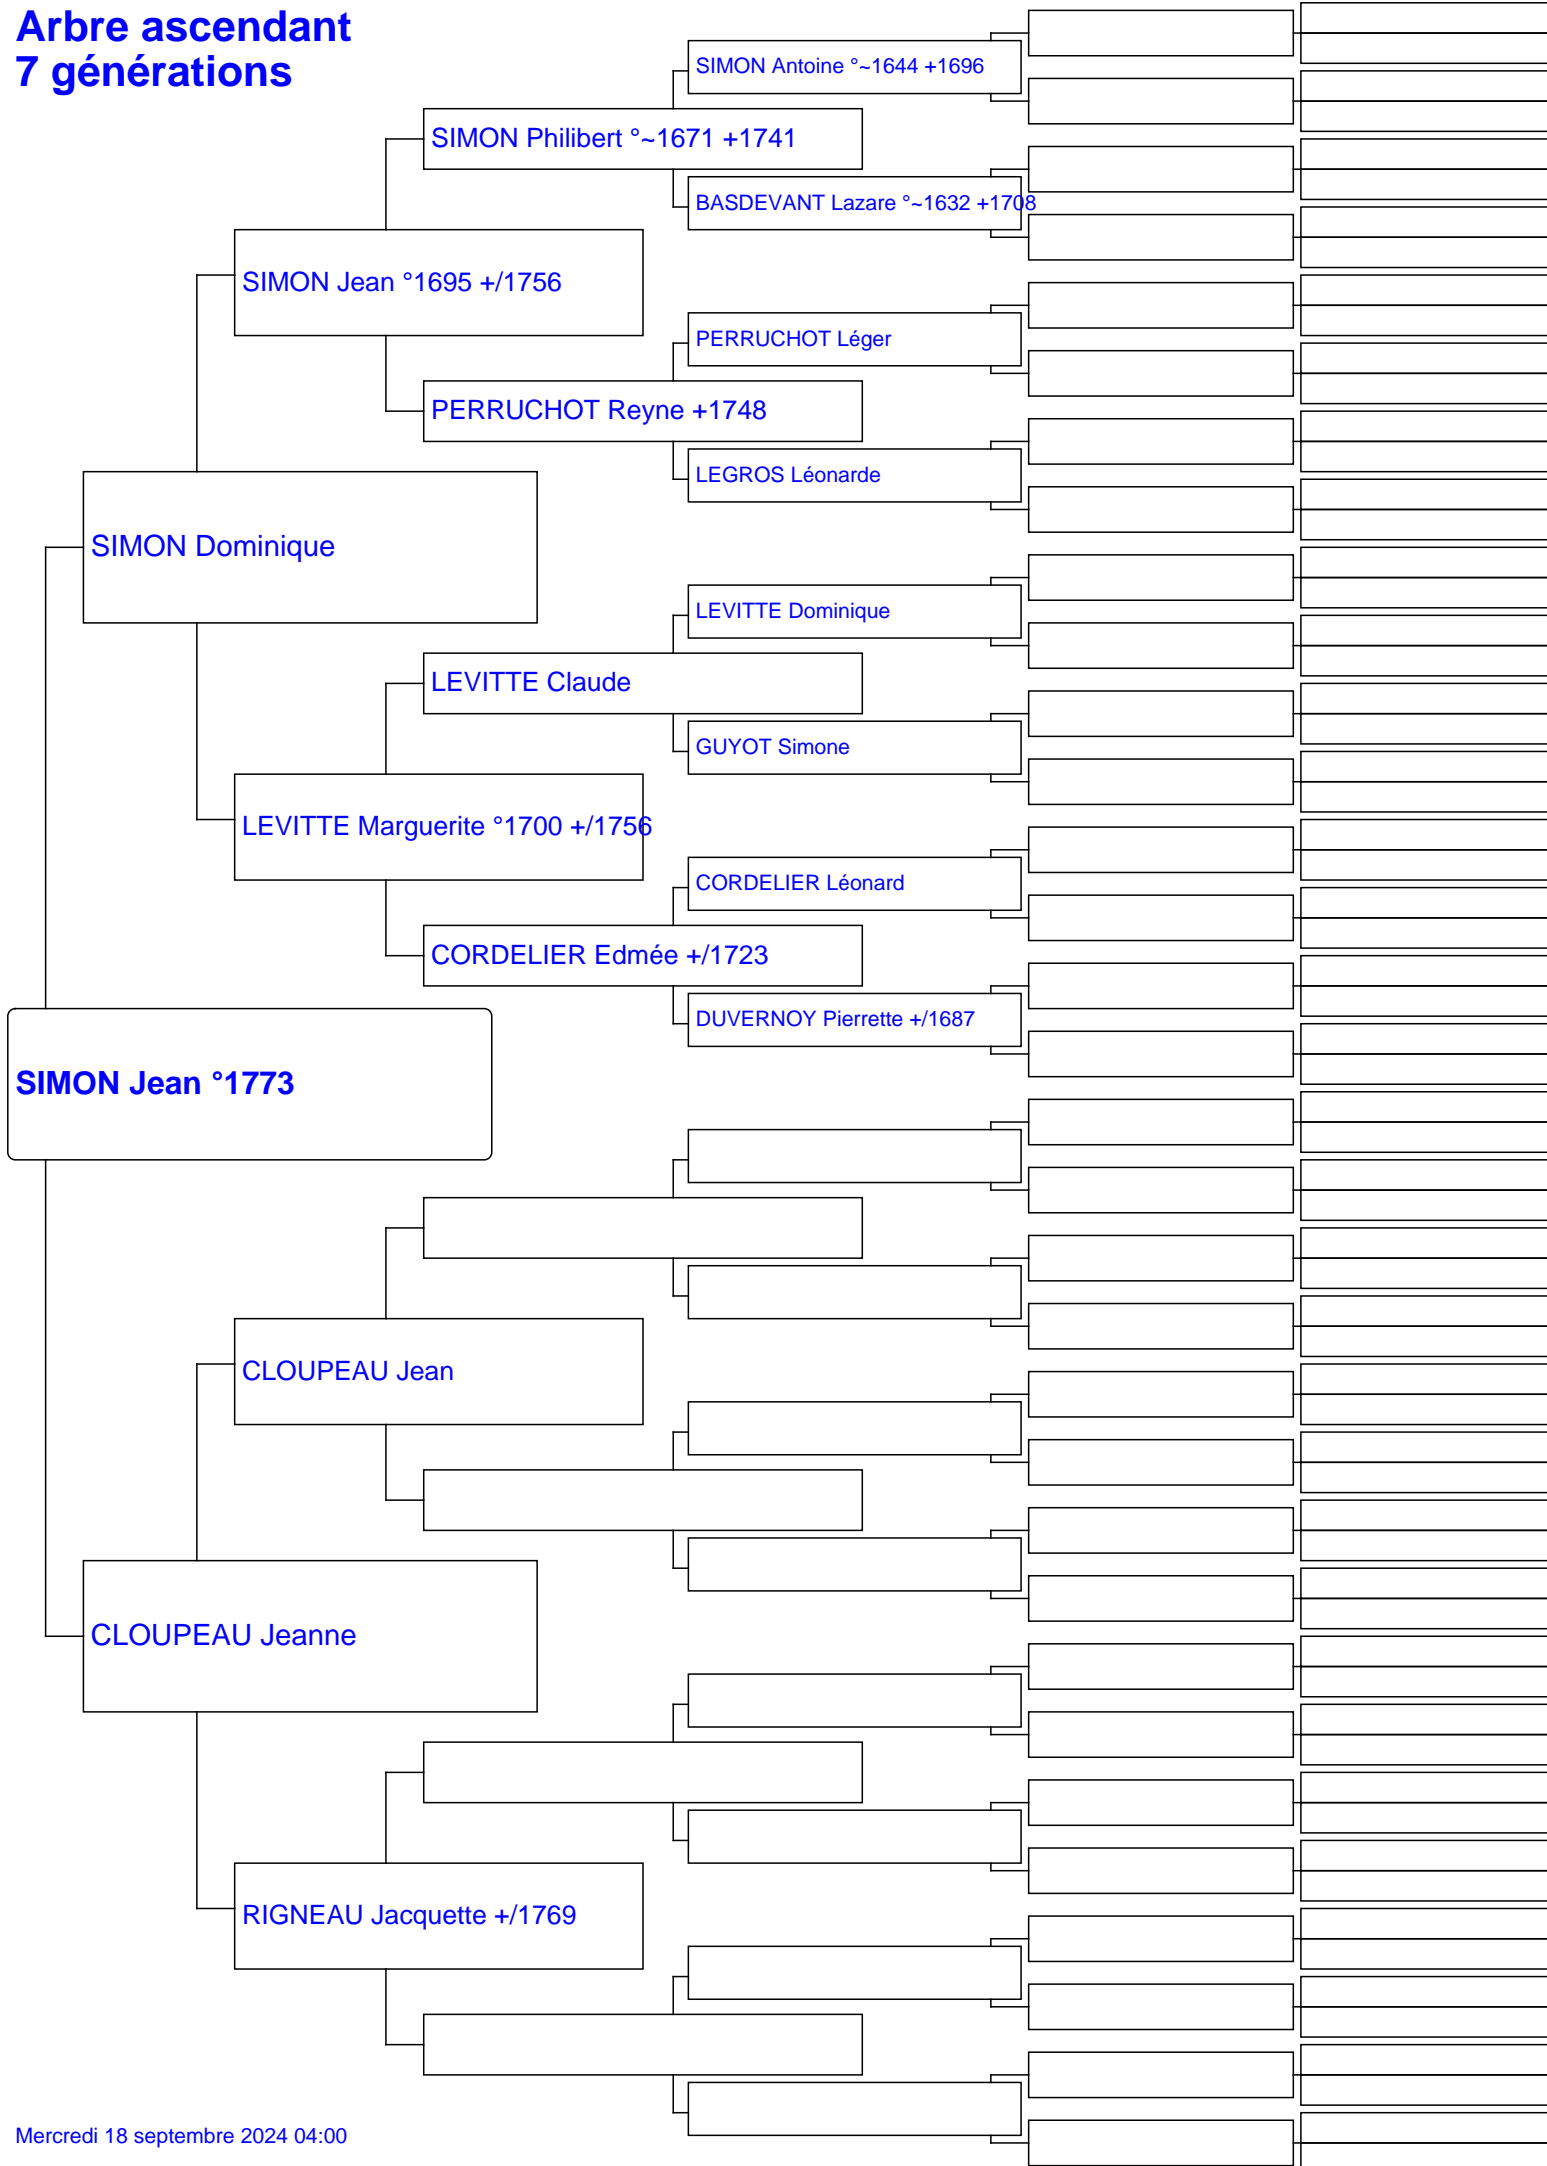 Arbre ascendant
7 générations
SIMON Antoine °~1644 +1696
SIMON Philibert °~1671 +1741
BASDEVANT Lazare °~1632 +1708
SIMON Jean °1695 +/1756
PERRUCHOT Léger
PERRUCHOT Reyne +1748
LEGROS Léonarde
SIMON Dominique
LEVITTE Dominique
LEVITTE Claude
GUYOT Simone
LEVITTE Marguerite °1700 +/1756
CORDELIER Léonard
CORDELIER Edmée +/1723
DUVERNOY Pierrette +/1687
SIMON Jean °1773
CLOUPEAU Jean
CLOUPEAU Jeanne
RIGNEAU Jacquette +/1769
Mercredi 18 septembre 2024 04:00